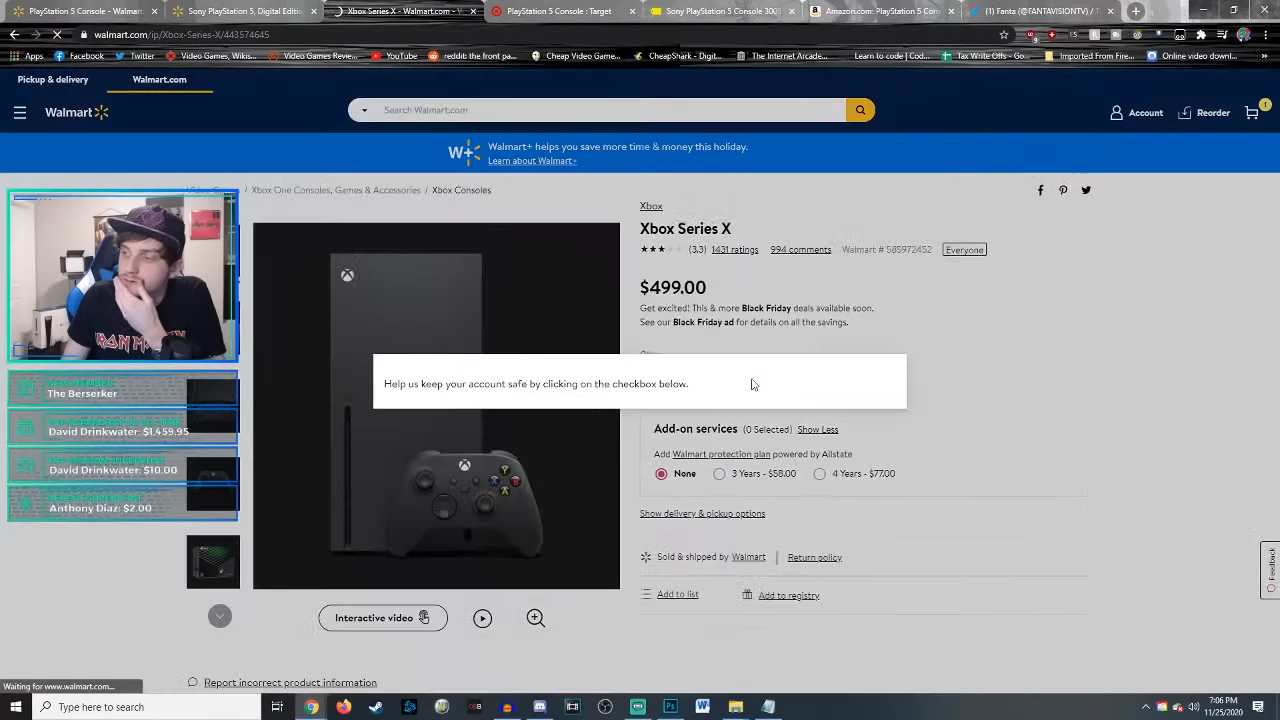 PlayStation 5 Console - Walmart
Sony PlayStation 5, Digital Editi
Xbox Series X - Walmart.com
PlayStation 5 Console : Target
Sony PlayStation 5 Console 300
Amazon.com: PlayStation 5 Con
(1) Fanta (@FANTAVISI0TV) /
walmart.com/ip/Xbox-Series-X/443574645
Apps Facebook Twitter Video Games, Wikis... Video Game Review... YouTube reddit: the front pa... Cheap Video Game... CheapShark - Digit... The Internet Arcade... Learn to code | Cod... Tax Write Offs - Go... Imported From Fire... Online video down...
Pickup & delivery Walmart.com
Walmart Search Walmart.com Account Reorder 1
W+ Walmart+ helps you save more time & money this holiday.
Learn about Walmart+
/ Xbox One Consoles, Games & Accessories / Xbox Consoles
Xbox
Xbox Series X
(3.3) 1431 ratings 994 comments Walmart # 585972452 Everyone
$499.00
Get excited! This & more Black Friday deals available soon.
See our Black Friday ad for details on all the savings.
IRON MAIDEN
Help us keep your account safe by clicking on the checkbox below.
NEW MEMBER
The Berserker
David Drinkwater: $1,459.95
David Drinkwater: $10.00
Anthony Diaz: $2.00
Add-on services (0 Selected) Show Less
Add Walmart protection plan powered by Allstate
None 3 Years - $58.00 4 Years - $77.00
Show delivery & pickup options
Sold & shipped by Walmart | Return policy
Add to list Add to registry
Feedback
Interactive video
Report incorrect product information
Waiting for www.walmart.com...
Type here to search
7:06 PM
11/25/2020